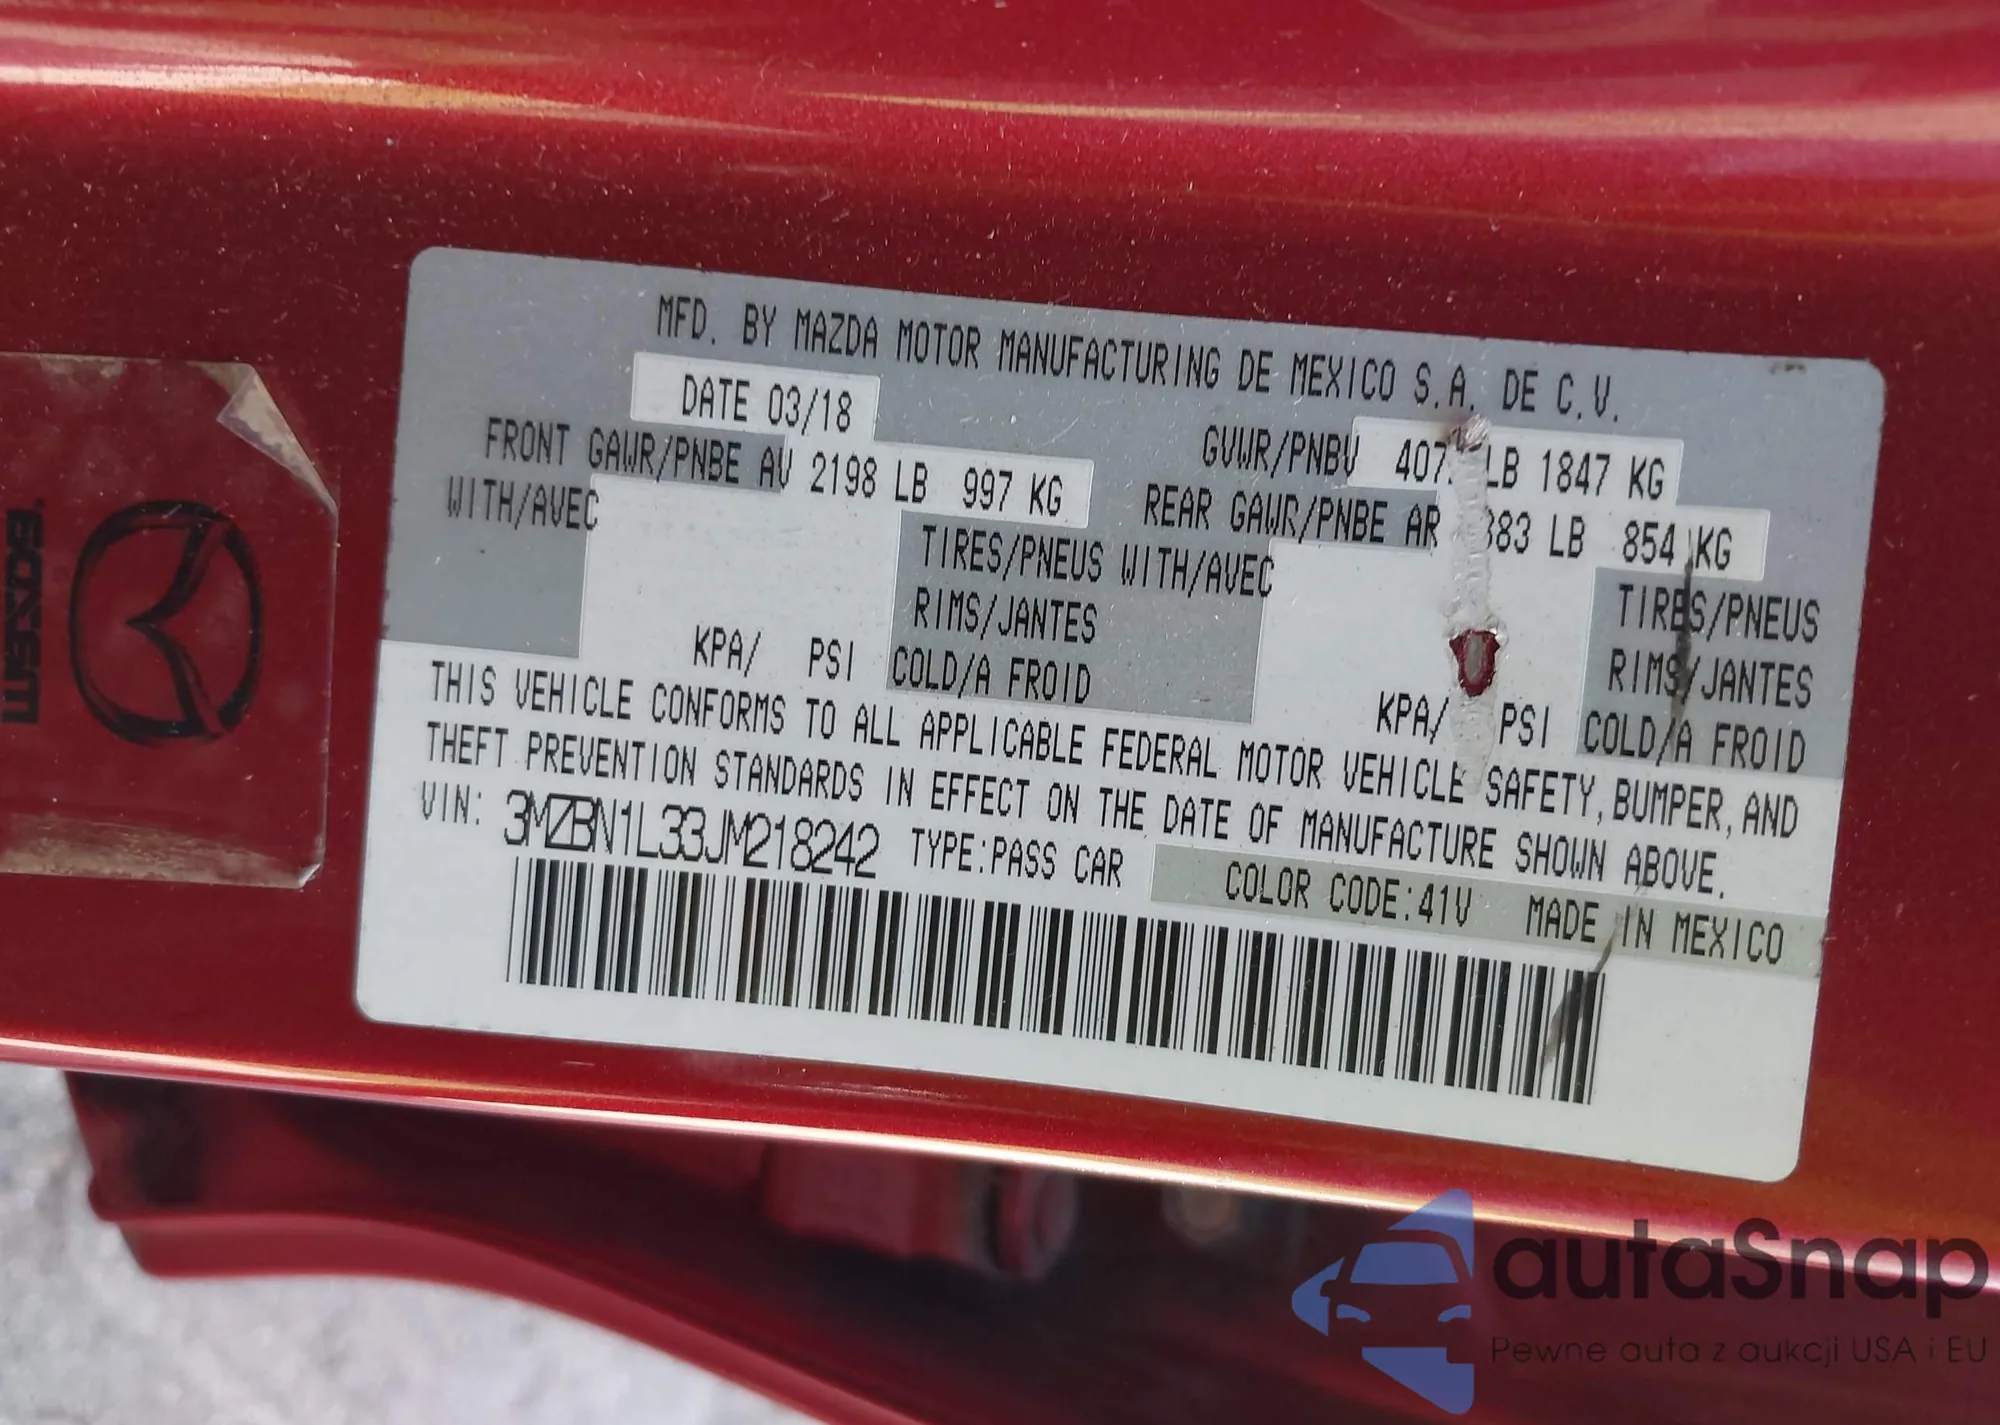 MFD. BY MAZDA MOTOR MANUFACTURING DE MEXICO S.A. DE C.V.
DATE 03/18
GVWR/PNBV LB 1847 KG
FRONT GAWR/PNBE AV 2198 LB 997 KG
REAR GAWR/PNBE AR LB 854 KG
WITH/AVEC
TIRES/PNEUS WITH/AVEC
TIRES/PNEUS
RIMS/JANTES
RIMS/JANTES
KPA/ PSI COLD/A FROID
KPA/ PSI COLD/A FROID
THIS VEHICLE CONFORMS TO ALL APPLICABLE FEDERAL MOTOR VEHICLE SAFETY, BUMPER, AND
THEFT PREVENTION STANDARDS IN EFFECT ON THE DATE OF MANUFACTURE SHOWN ABOVE.
VIN: 3MZBN1L33JM218242 TYPE:PASS CAR
COLOR CODE:41V MADE IN MEXICO
autaSnap
Pewne auta z aukcji USA i EU